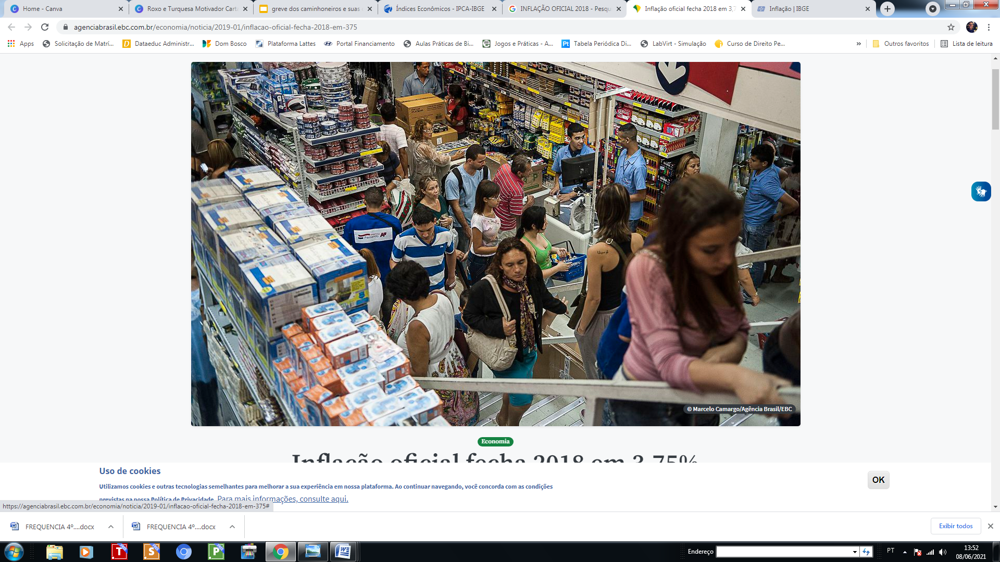 Home - Canva
Roxo e Turquesa Motivador Carta
greve dos caminhoneiros e suas
Índices Econômicos - IPCA-IBGE
INFLAÇÃO OFICIAL 2018 - Pesqu
Inflação oficial fecha 2018 em 3,7
Inflação | IBGE
agenciabrasil.ebc.com.br/economia/noticia/2019-01/inflacao-oficial-fecha-2018-em-375
Apps
Solicitação de Matrí...
Dataeduc Administr...
Dom Bosco
Plataforma Lattes
Portal Financiamento
Aulas Práticas de Bi...
Jogos e Práticas - A...
Tabela Periódica Di...
LabVirt - Simulação
Curso de Direito Pe...
»
Outros favoritos
Lista de leitura
Fernando
© Marcelo Camargo/Agência Brasil/EBC
Economia
Inflação oficial fecha 2018 em 3,75%
Uso de cookies
Utilizamos cookies e outras tecnologias semelhantes para melhorar a sua experiência em nossa plataforma. Ao continuar navegando, você concorda com as condições
previstas na nossa Política de Privacidade. Para mais informações, consulte aqui.
OK
https://agenciabrasil.ebc.com.br/economia/noticia/2019-01/inflacao-oficial-fecha-2018-em-375#
FREQUENCIA 4º....docx
FREQUENCIA 4º....docx
Exibir todos
Endereço
PT
13:52
08/06/2021